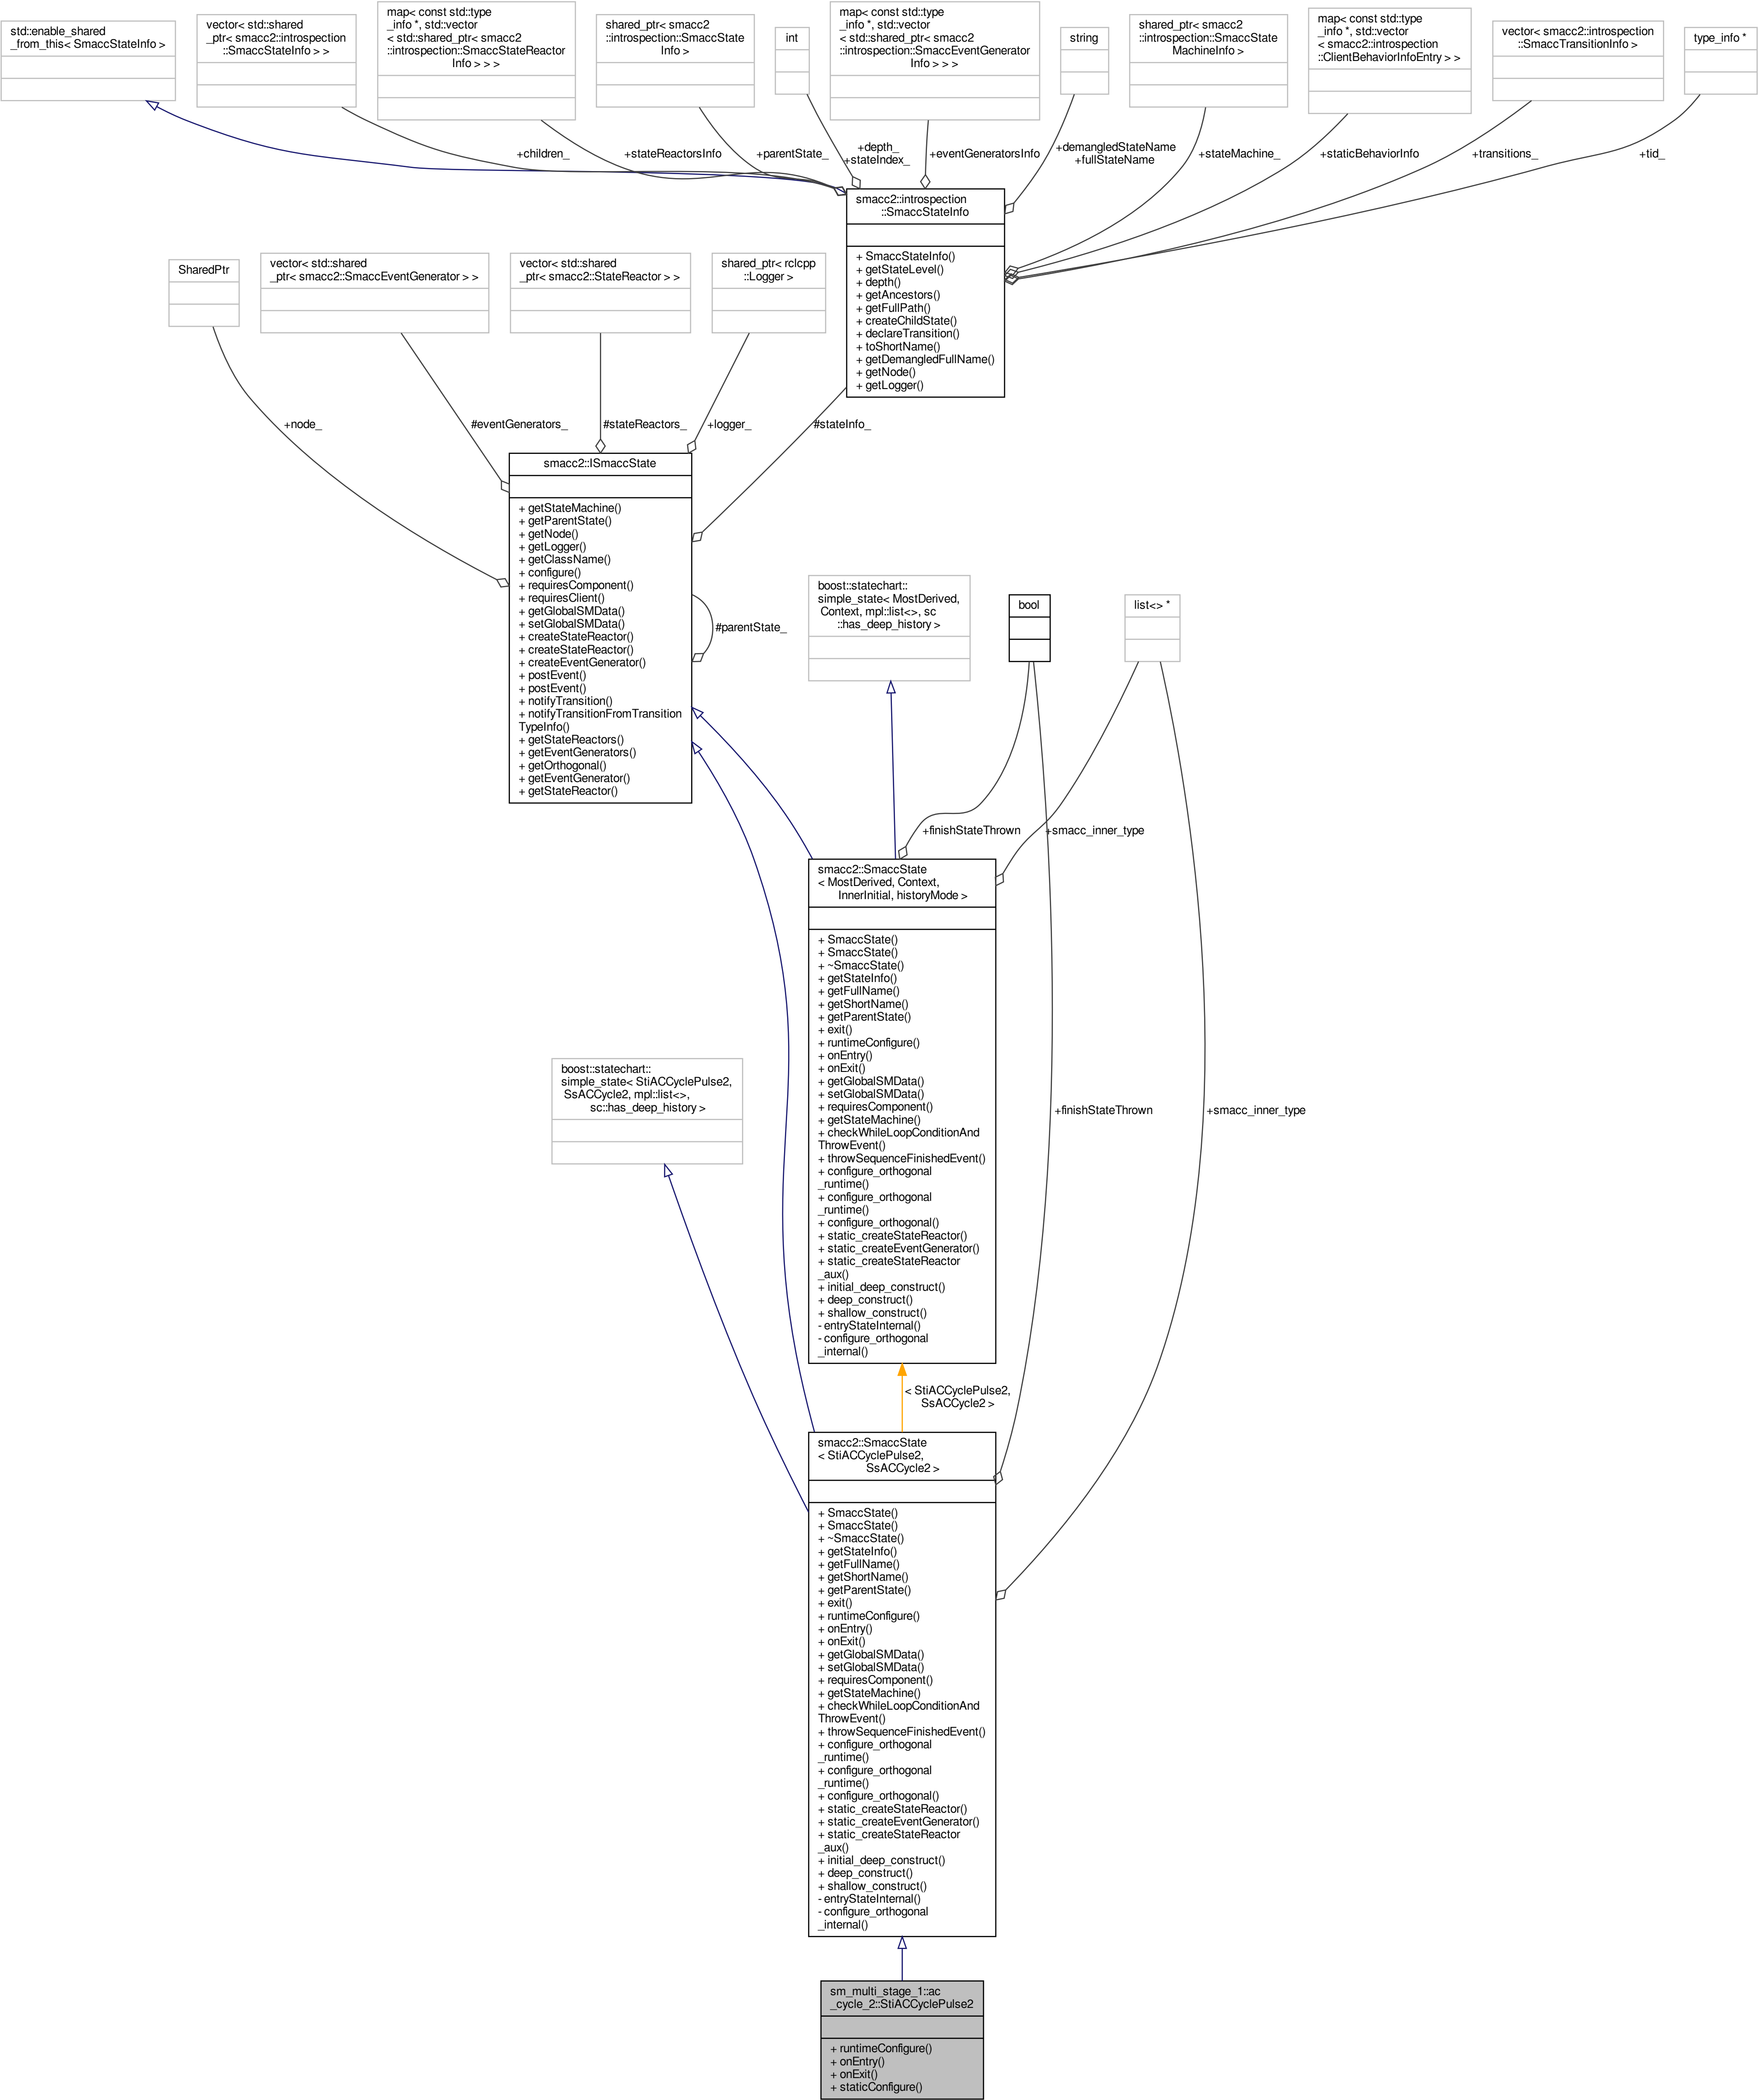 std::enable_shared
_from_this< SmaccStateInfo >
vector< std::shared
_ptr< smacc2::introspection
::SmaccStateInfo > >
map< const std::type
_info *, std::vector
< std::shared_ptr< smacc2
::introspection::SmaccStateReactor
Info > > >
shared_ptr< smacc2
::introspection::SmaccState
Info >
int
map< const std::type
_info *, std::vector
< std::shared_ptr< smacc2
::introspection::SmaccEventGenerator
Info > > >
string
shared_ptr< smacc2
::introspection::SmaccState
MachineInfo >
map< const std::type
_info *, std::vector
< smacc2::introspection
::ClientBehaviorInfoEntry > >
vector< smacc2::introspection
::SmaccTransitionInfo >
type_info *
+children_
+stateReactorsInfo
+parentState_
+depth_
+stateIndex_
+eventGeneratorsInfo
+demangledStateName
+fullStateName
+stateMachine_
+staticBehaviorInfo
+transitions_
+tid_
smacc2::introspection
::SmaccStateInfo
+ SmaccStateInfo()
+ getStateLevel()
+ depth()
+ getAncestors()
+ getFullPath()
+ createChildState()
+ declareTransition()
+ toShortName()
+ getDemangledFullName()
+ getNode()
+ getLogger()
SharedPtr
vector< std::shared
_ptr< smacc2::SmaccEventGenerator > >
vector< std::shared
_ptr< smacc2::StateReactor > >
shared_ptr< rclcpp
::Logger >
+node_
#eventGenerators_
#stateReactors_
+logger_
#stateInfo_
smacc2::ISmaccState
+ getStateMachine()
+ getParentState()
+ getNode()
+ getLogger()
+ getClassName()
+ configure()
+ requiresComponent()
+ requiresClient()
+ getGlobalSMData()
+ setGlobalSMData()
+ createStateReactor()
+ createStateReactor()
+ createEventGenerator()
+ postEvent()
+ postEvent()
+ notifyTransition()
+ notifyTransitionFromTransition
TypeInfo()
+ getStateReactors()
+ getEventGenerators()
+ getOrthogonal()
+ getEventGenerator()
+ getStateReactor()
#parentState_
boost::statechart::
simple_state< MostDerived,
Context, mpl::list<>, sc
::has_deep_history >
bool
list<> *
+finishStateThrown
+smacc_inner_type
smacc2::SmaccState
< MostDerived, Context,
InnerInitial, historyMode >
+ SmaccState()
+ SmaccState()
+ ~SmaccState()
+ getStateInfo()
+ getFullName()
+ getShortName()
+ getParentState()
+ exit()
+ runtimeConfigure()
+ onEntry()
+ onExit()
+ getGlobalSMData()
+ setGlobalSMData()
+ requiresComponent()
+ getStateMachine()
+ checkWhileLoopConditionAnd
ThrowEvent()
+ throwSequenceFinishedEvent()
+ configure_orthogonal
_runtime()
+ configure_orthogonal
_runtime()
+ configure_orthogonal()
+ static_createStateReactor()
+ static_createEventGenerator()
+ static_createStateReactor
_aux()
+ initial_deep_construct()
+ deep_construct()
+ shallow_construct()
- entryStateInternal()
- configure_orthogonal
_internal()
boost::statechart::
simple_state< StiACCyclePulse2,
SsACCycle2, mpl::list<>,
sc::has_deep_history >
+finishStateThrown
+smacc_inner_type
< StiACCyclePulse2,
SsACCycle2 >
smacc2::SmaccState
< StiACCyclePulse2,
SsACCycle2 >
+ SmaccState()
+ SmaccState()
+ ~SmaccState()
+ getStateInfo()
+ getFullName()
+ getShortName()
+ getParentState()
+ exit()
+ runtimeConfigure()
+ onEntry()
+ onExit()
+ getGlobalSMData()
+ setGlobalSMData()
+ requiresComponent()
+ getStateMachine()
+ checkWhileLoopConditionAnd
ThrowEvent()
+ throwSequenceFinishedEvent()
+ configure_orthogonal
_runtime()
+ configure_orthogonal
_runtime()
+ configure_orthogonal()
+ static_createStateReactor()
+ static_createEventGenerator()
+ static_createStateReactor
_aux()
+ initial_deep_construct()
+ deep_construct()
+ shallow_construct()
- entryStateInternal()
- configure_orthogonal
_internal()
sm_multi_stage_1::ac
_cycle_2::StiACCyclePulse2
+ runtimeConfigure()
+ onEntry()
+ onExit()
+ staticConfigure()